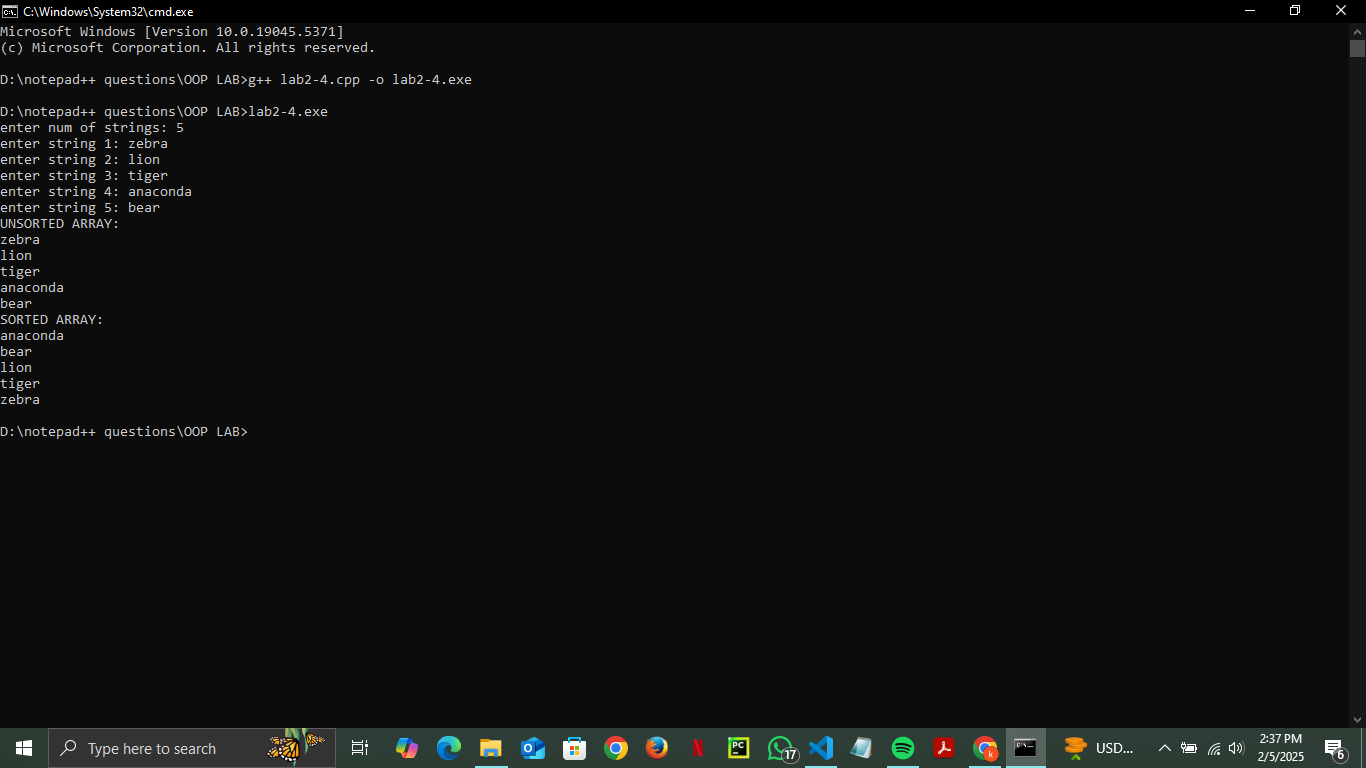 C:\Windows\System32\cmd.exe
Microsoft Windows [Version 10.0.19045.5371]
(c) Microsoft Corporation. All rights reserved.
D:\notepad++ questions\OOP LAB>g++ lab2-4.cpp -o lab2-4.exe
D:\notepad++ questions\OOP LAB>lab2-4.exe
enter num of strings: 5
enter string 1: zebra
enter string 2: lion
enter string 3: tiger
enter string 4: anaconda
enter string 5: bear
UNSORTED ARRAY:
zebra
lion
tiger
anaconda
bear
SORTED ARRAY:
anaconda
bear
lion
tiger
zebra
D:\notepad++ questions\OOP LAB>
Type here to search
PC
17
k
USD...
2:37 PM
2/5/2025
6